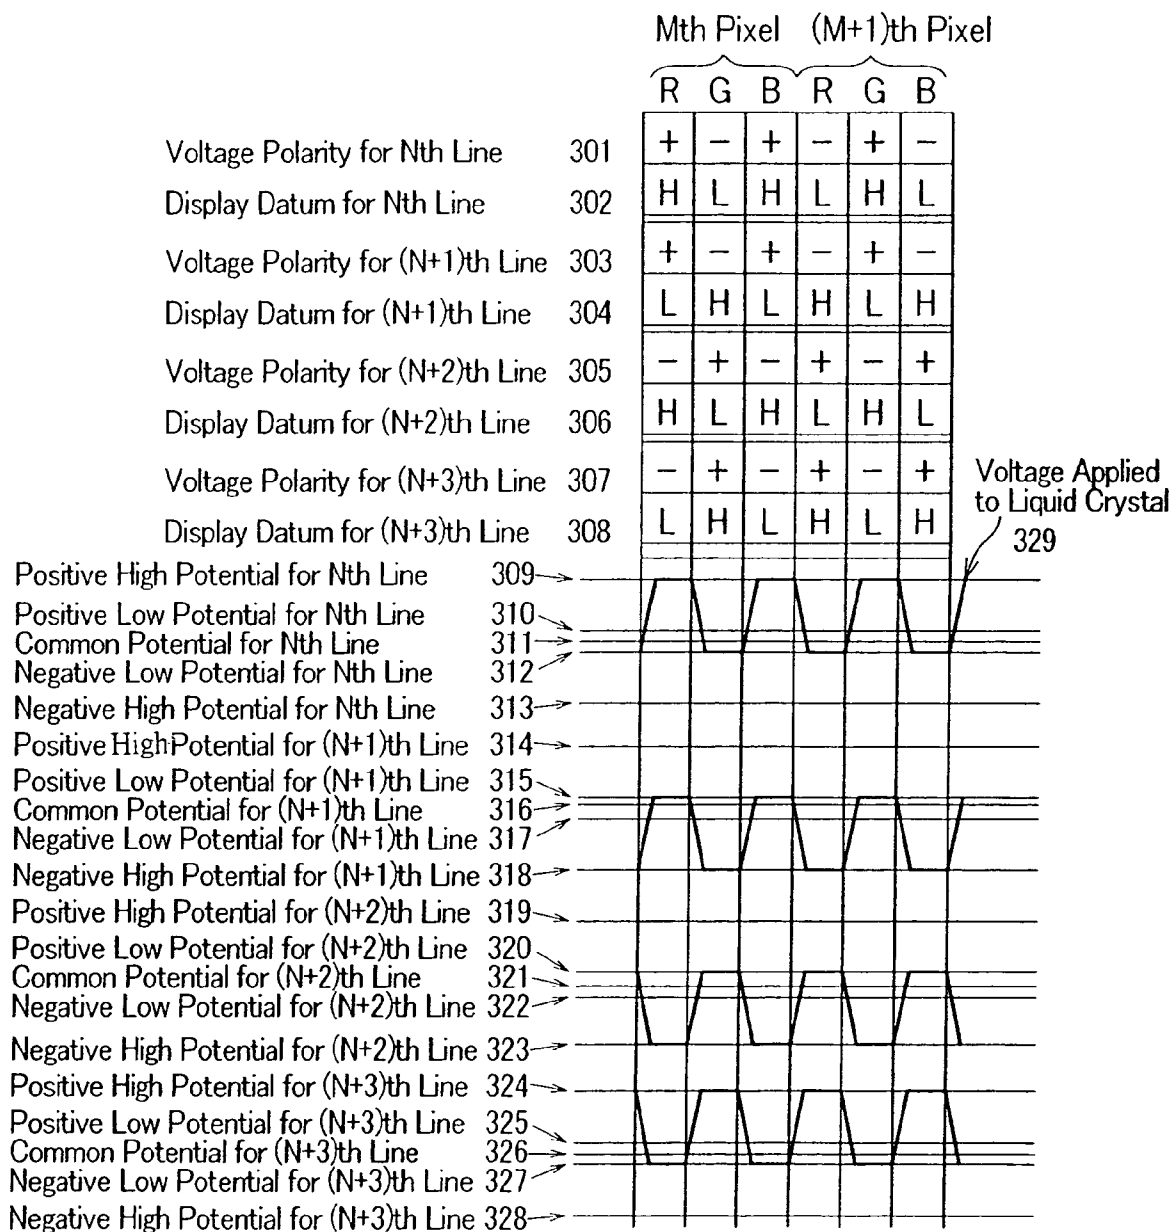 Mth Pixel (M+1)th Pixel
R G B R G B
Voltage Polarity for Nth Line 301 + − + − + −
Display Datum for Nth Line 302 H L H L H L
Voltage Polarity for (N+1)th Line 303 + − + − + −
Display Datum for (N+1)th Line 304 L H L H L H
Voltage Polarity for (N+2)th Line 305 − + − + − +
Display Datum for (N+2)th Line 306 H L H L H L
Voltage Polarity for (N+3)th Line 307 − + − + − +
Display Datum for (N+3)th Line 308 L H L H L H
Voltage Applied
to Liquid Crystal
329
Positive High Potential for Nth Line 309
Positive Low Potential for Nth Line 310
Common Potential for Nth Line 311
Negative Low Potential for Nth Line 312
Negative High Potential for Nth Line 313
Positive High Potential for (N+1)th Line 314
Positive Low Potential for (N+1)th Line 315
Common Potential for (N+1)th Line 316
Negative Low Potential for (N+1)th Line 317
Negative High Potential for (N+1)th Line 318
Positive High Potential for (N+2)th Line 319
Positive Low Potential for (N+2)th Line 320
Common Potential for (N+2)th Line 321
Negative Low Potential for (N+2)th Line 322
Negative High Potential for (N+2)th Line 323
Positive High Potential for (N+3)th Line 324
Positive Low Potential for (N+3)th Line 325
Common Potential for (N+3)th Line 326
Negative Low Potential for (N+3)th Line 327
Negative High Potential for (N+3)th Line 328